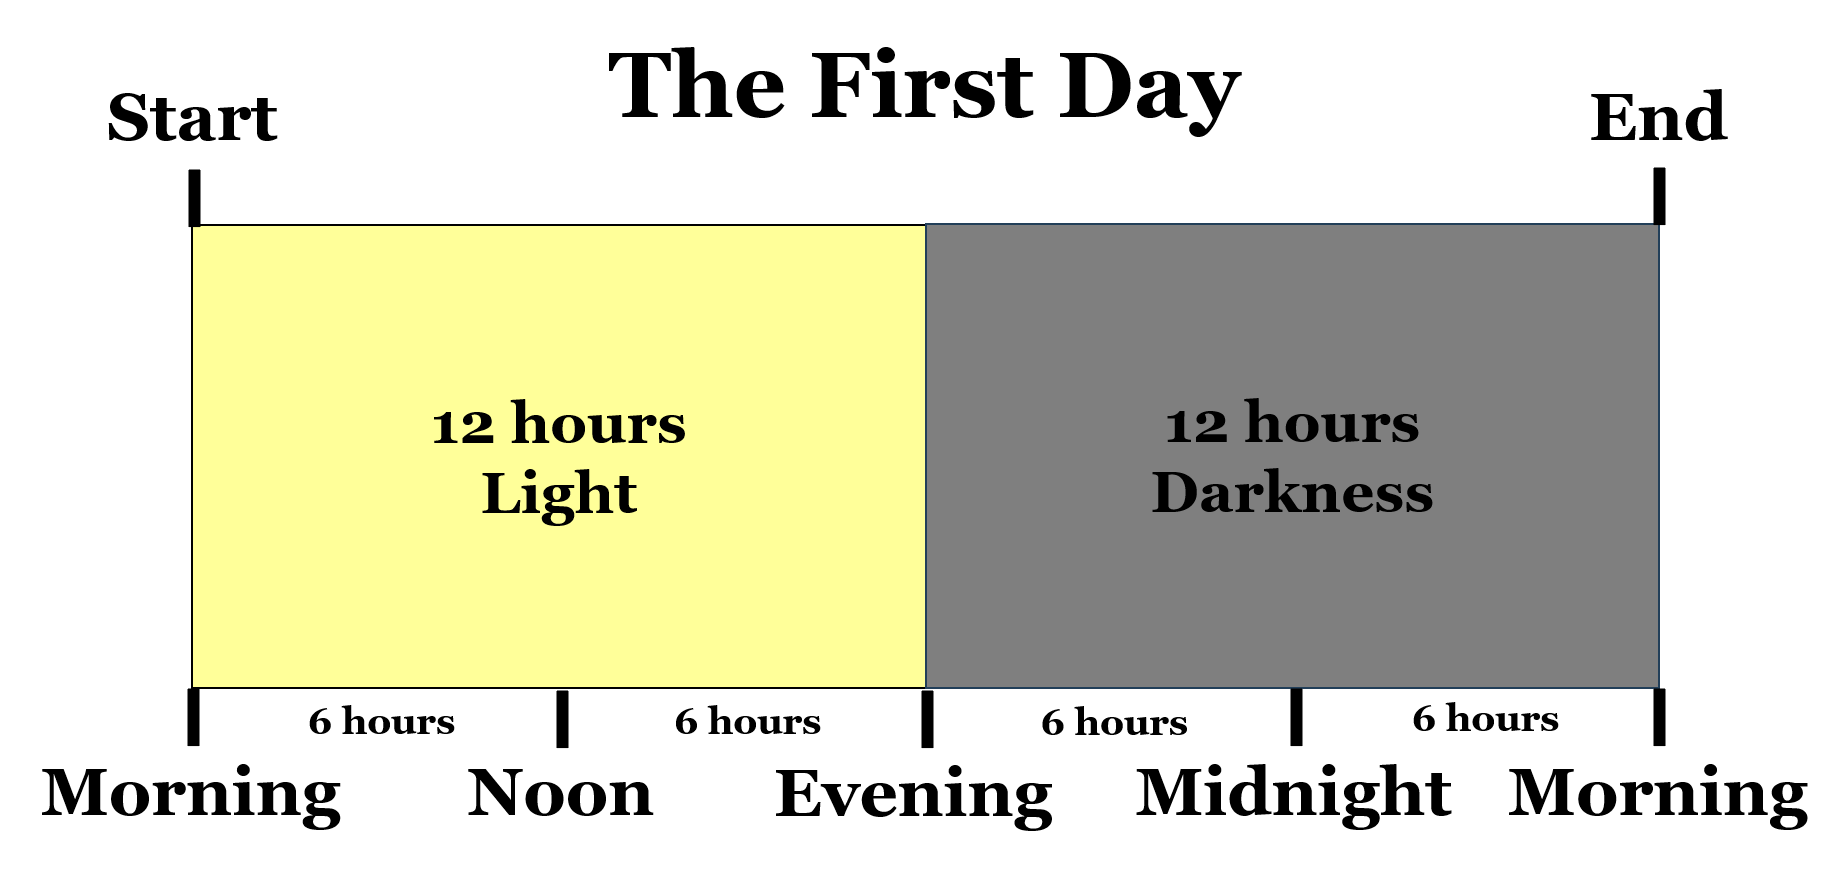 The First Day
Start
End
12 hours
Light
12 hours
Darkness
6 hours
6 hours
6 hours
6 hours
Morning
Noon
Evening
Midnight
Morning